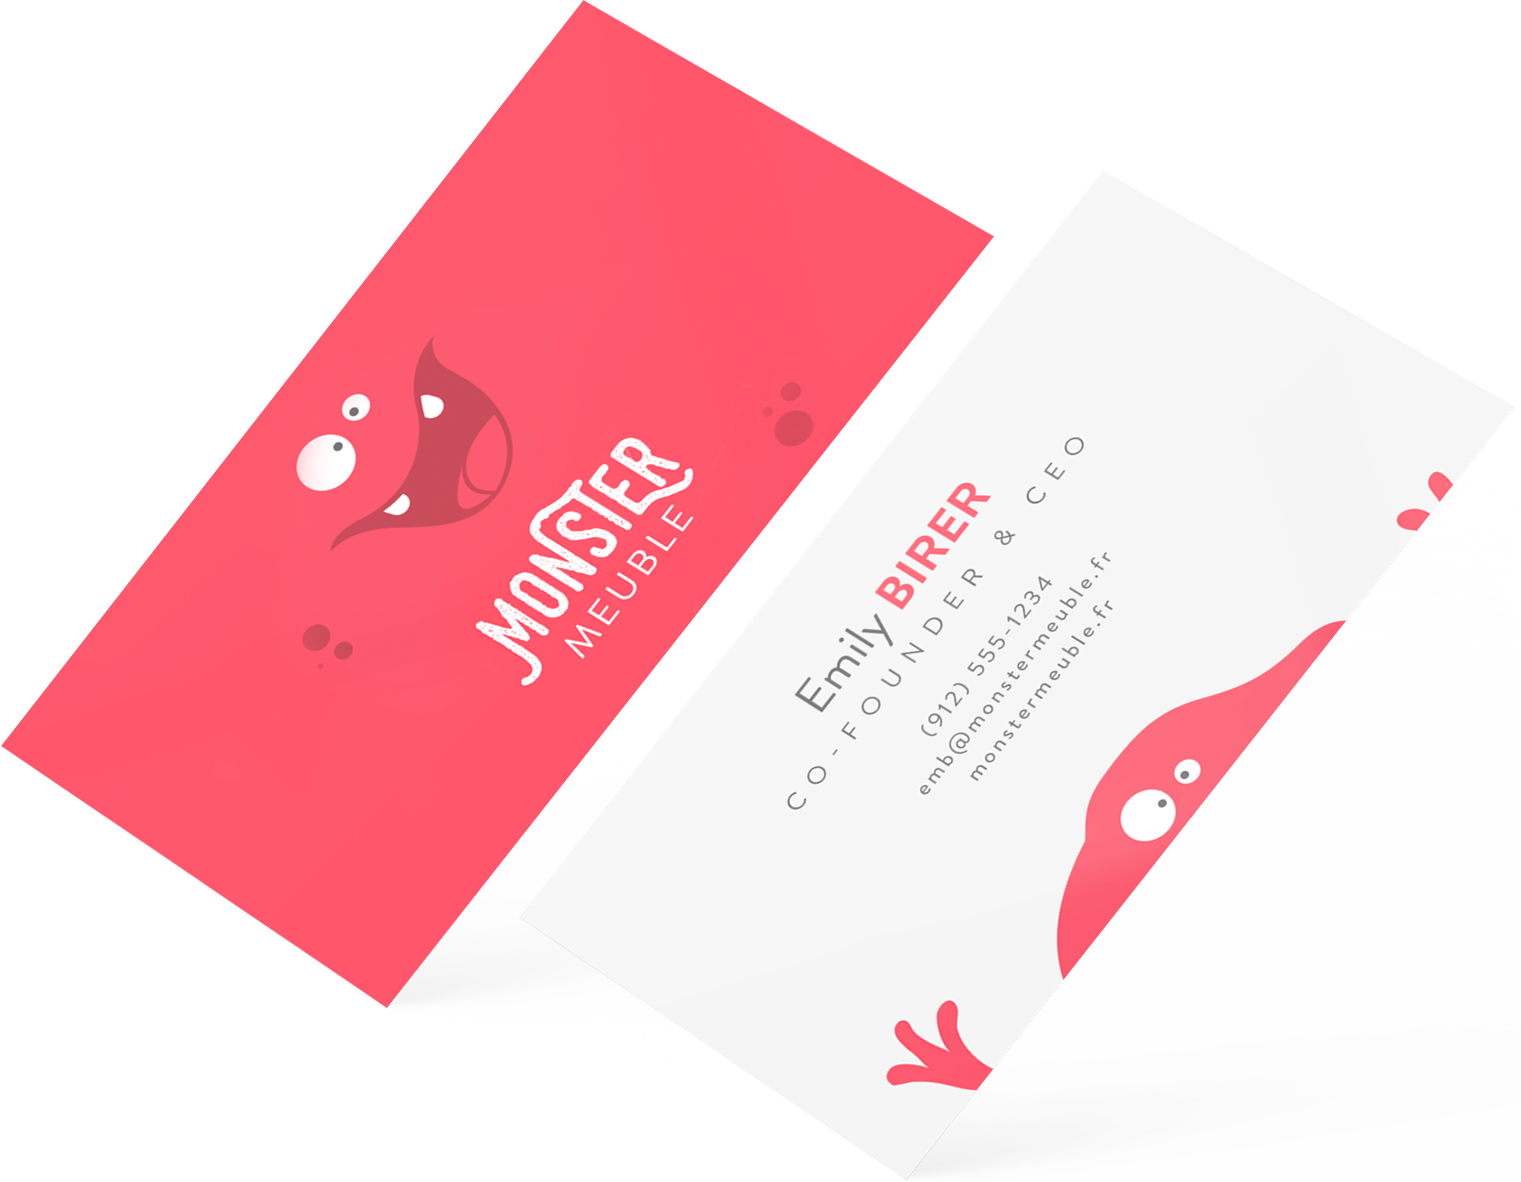 MONSTER
MEUBLE
Emily BIRER
CO-FOUNDER & CEO
(912) 555-1234
emb@monstermeuble.fr
monstermeuble.fr